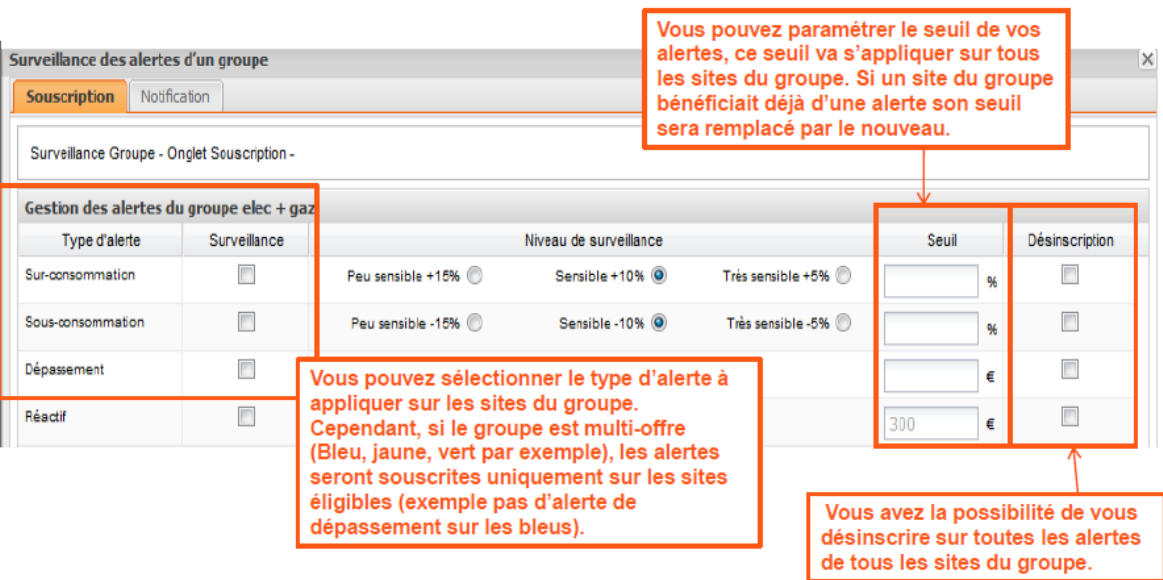 Vous pouvez paramétrer le seuil de vos
alertes, ce seuil va s'appliquer sur tous
les sites du groupe. Si un site du groupe
bénéficiait déjà d'une alerte son seuil
sera remplacé par le nouveau.
Surveillance des alertes d'un groupe
Souscription Notification
Surveillance Groupe - Onglet Souscription -
Gestion des alertes du groupe elec + gaz
Type d'alerte Surveillance Niveau de surveillance Seuil Désinscription
Sur-consommation Peu sensible +15% Sensible +10% Très sensible +5% %
Sous-consommation Peu sensible -15% Sensible -10% Très sensible -5% %
Dépassement €
Réactif 300 €
Vous pouvez sélectionner le type d'alerte à
appliquer sur les sites du groupe.
Cependant, si le groupe est multi-offre
(Bleu, jaune, vert par exemple), les alertes
seront souscrites uniquement sur les sites
éligibles (exemple pas d'alerte de
dépassement sur les bleus).
Vous avez la possibilité de vous
désinscrire sur toutes les alertes
de tous les sites du groupe.